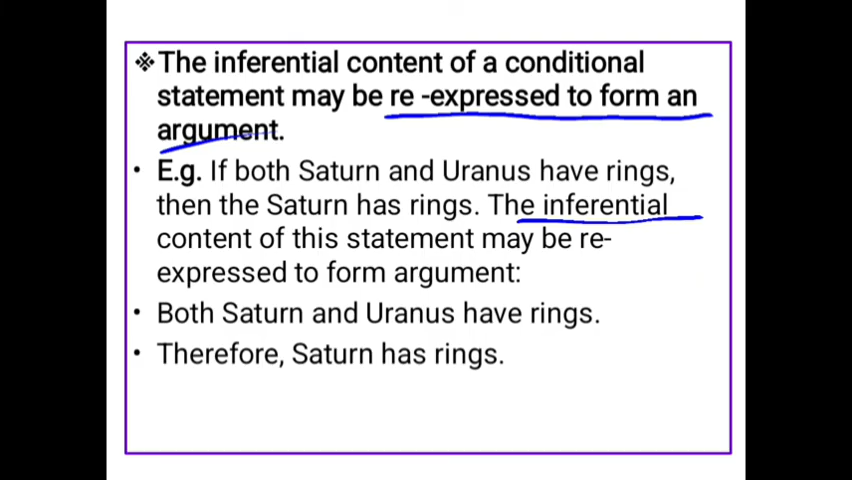 ❖The inferential content of a conditional
statement may be re -expressed to form an
argument.
• E.g. If both Saturn and Uranus have rings,
then the Saturn has rings. The inferential
content of this statement may be re-
expressed to form argument:
• Both Saturn and Uranus have rings.
• Therefore, Saturn has rings.